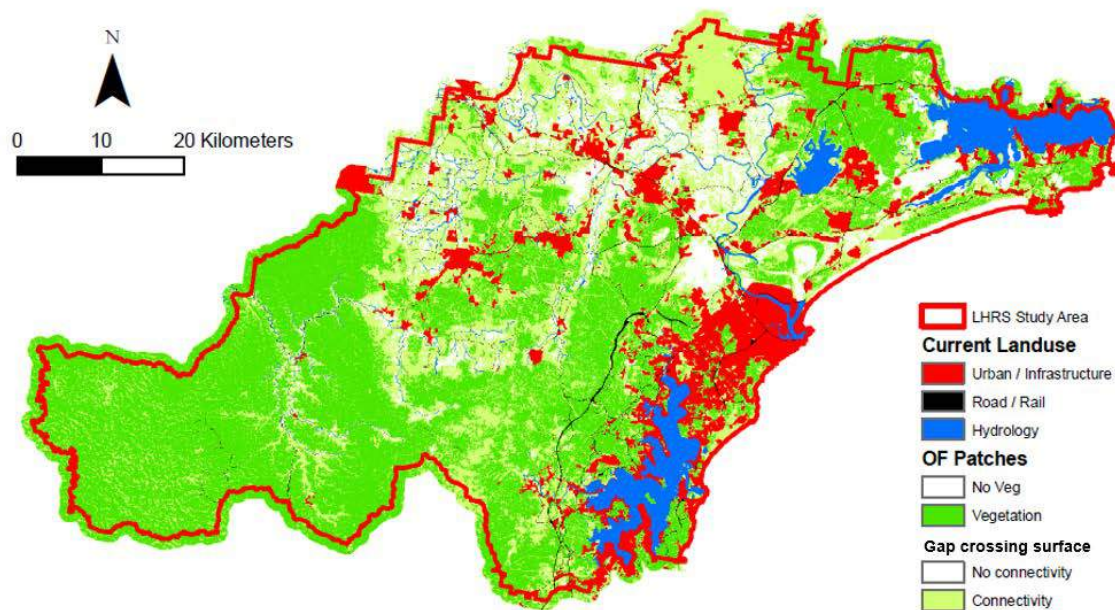 N
0 10 20 Kilometers
LHRS Study Area
Current Landuse
Urban / Infrastructure
Road / Rail
Hydrology
OF Patches
No Veg
Vegetation
Gap crossing surface
No connectivity
Connectivity